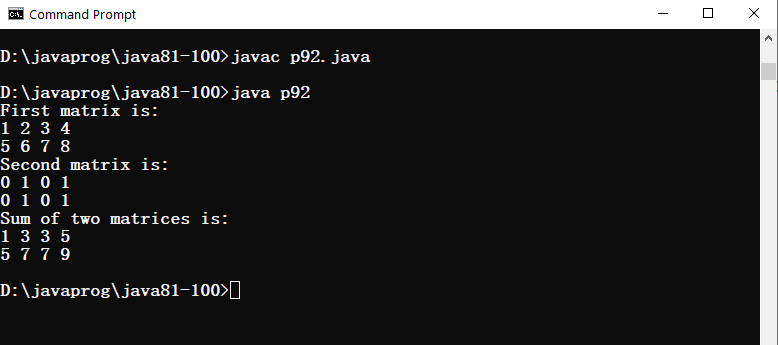 Command Prompt
D:\javaprog\java81-100>javac p92.java
D:\javaprog\java81-100>java p92
First matrix is:
1 2 3 4
5 6 7 8
Second matrix is:
0 1 0 1
0 1 0 1
Sum of two matrices is:
1 3 3 5
5 7 7 9
D:\javaprog\java81-100>